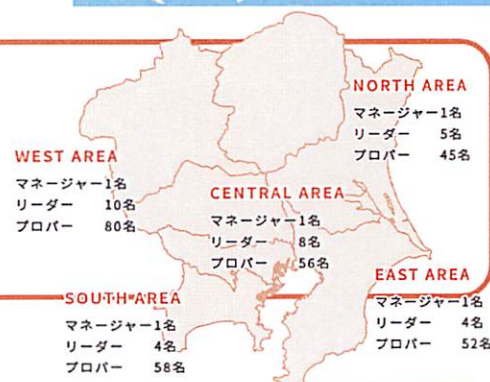 NORTH AREA
マネージャー1名
リーダー 5名
プロパー 45名
WEST AREA
マネージャー1名
リーダー 10名
プロパー 80名
CENTRAL AREA
マネージャー1名
リーダー 8名
プロパー 56名
EAST AREA
マネージャー1名
リーダー 4名
プロパー 52名
SOUTH AREA
マネージャー1名
リーダー 4名
プロパー 58名